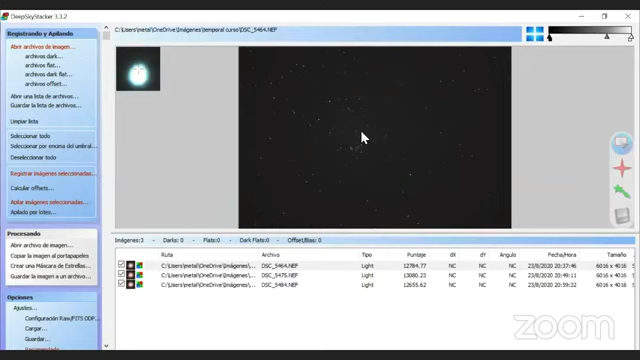 DeepSkyStacker 3.3.2
Registrando y Apilando
Abrir archivos de imagen...
archivos dark...
archivos flat...
archivos dark flat...
archivos offset...
Abrir una lista de archivos...
Guardar la lista de archivos...
Limpiar lista
Seleccionar todo
Seleccionar por encima del umbral...
Deseleccionar todo
Registrar imágenes seleccionadas...
Calcular offsets...
Apilar imágenes seleccionadas...
Apilado por lotes...
Procesando
Abrir archivo de imagen...
Copiar la imagen al portapapeles
Crear una Máscara de Estrellas...
Guardar la imagen a un archivo...
Opciones
Ajustes...
Configuración Raw/FITS DDP...
Cargar...
Guardar...
Recomendado
C:\Users\metal\OneDrive\Imágenes\temporal curso\DSC_5464.NEF
Imágenes:3 - Darks: 0 - Flats: 0 - Dark Flats: 0 - Offset/Bias: 0
Ruta Archivo Tipo Puntaje dX dY Angulo Fecha/Hora Tamaño
C:\Users\metal\OneDrive\Imágenes\... DSC_5464.NEF Light 12784.77 NC NC NC 23/8/2020 20:37:46 6016 x 4016
C:\Users\metal\OneDrive\Imágenes\... DSC_5475.NEF Light 13080.23 NC NC NC 23/8/2020 20:49:11 6016 x 4016
C:\Users\metal\OneDrive\Imágenes\... DSC_5484.NEF Light 12655.62 NC NC NC 23/8/2020 20:59:32 6016 x 4016
zoom